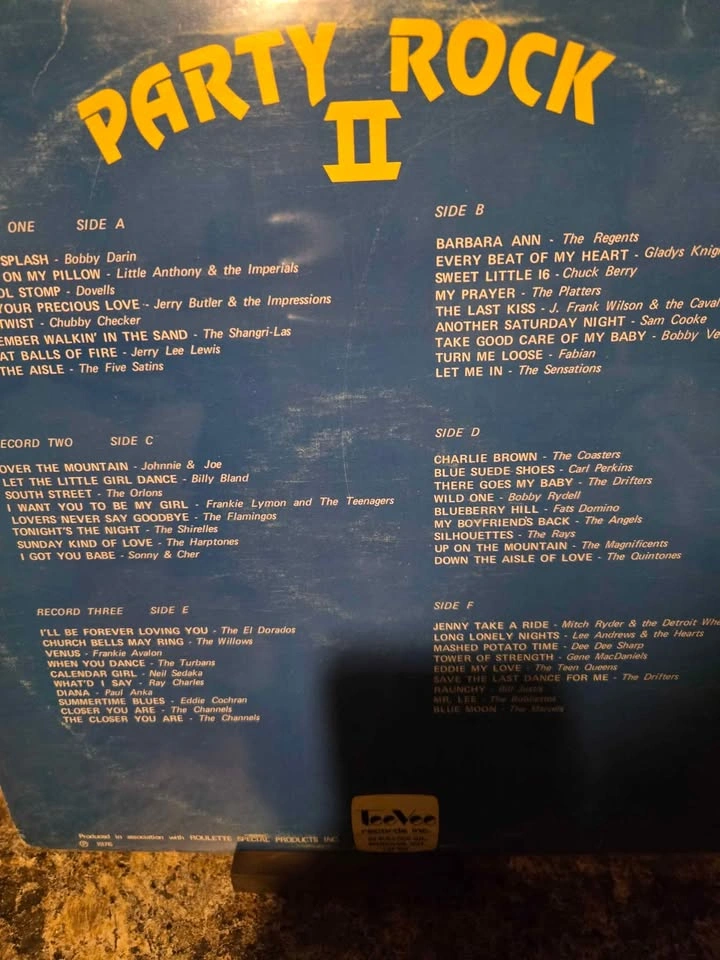 PARTY ROCK
II
ONE SIDE A
SPLASH - Bobby Darin
ON MY PILLOW - Little Anthony & the Imperials
OL STOMP - Dovells
YOUR PRECIOUS LOVE - Jerry Butler & the Impressions
TWIST - Chubby Checker
EMBER WALKIN' IN THE SAND - The Shangri-Las
AT BALLS OF FIRE - Jerry Lee Lewis
THE AISLE - The Five Satins
SIDE B
BARBARA ANN - The Regents
EVERY BEAT OF MY HEART - Gladys Knig
SWEET LITTLE 16 - Chuck Berry
MY PRAYER - The Platters
THE LAST KISS - J. Frank Wilson & the Caval
ANOTHER SATURDAY NIGHT - Sam Cooke
TAKE GOOD CARE OF MY BABY - Bobby Ve
TURN ME LOOSE - Fabian
LET ME IN - The Sensations
ECORD TWO SIDE C
OVER THE MOUNTAIN - Johnnie & Joe
LET THE LITTLE GIRL DANCE - Billy Bland
SOUTH STREET - The Orlons
I WANT YOU TO BE MY GIRL - Frankie Lymon and The Teenagers
LOVERS NEVER SAY GOODBYE - The Flamingos
TONIGHT'S THE NIGHT - The Shirelles
SUNDAY KIND OF LOVE - The Harptones
I GOT YOU BABE - Sonny & Cher
SIDE D
CHARLIE BROWN - The Coasters
BLUE SUEDE SHOES - Carl Perkins
THERE GOES MY BABY - The Drifters
WILD ONE - Bobby Rydell
BLUEBERRY HILL - Fats Domino
MY BOYFRIEND'S BACK - The Angels
SILHOUETTES - The Rays
UP ON THE MOUNTAIN - The Magnificents
DOWN THE AISLE OF LOVE - The Quintones
RECORD THREE SIDE E
I'LL BE FOREVER LOVING YOU - The El Dorados
CHURCH BELLS MAY RING - The Willows
VENUS - Frankie Avalon
WHEN YOU DANCE - The Turbans
CALENDAR GIRL - Neil Sedaka
WHAT'D I SAY - Ray Charles
DIANA - Paul Anka
SUMMERTIME BLUES - Eddie Cochran
CLOSER YOU ARE - The Channels
THE CLOSER YOU ARE - The Channels
SIDE F
JENNY TAKE A RIDE - Mitch Ryder & the Detroit Whe
LONG LONELY NIGHTS - Lee Andrews & the Hearts
MASHED POTATO TIME - Dee Dee Sharp
TOWER OF STRENGTH - Gene MacDaniels
EDDIE MY LOVE - The Teen Queens
SAVE THE LAST DANCE FOR ME - The Drifters
RAUNCHY - Bill Justis
MR. LEE - The Bobbettes
BLUE MOON - The Marcels
Produced in association with ROULETTE SPECIAL PRODUCTS INC.
Ⓟ 1976
TeeVee
records inc.